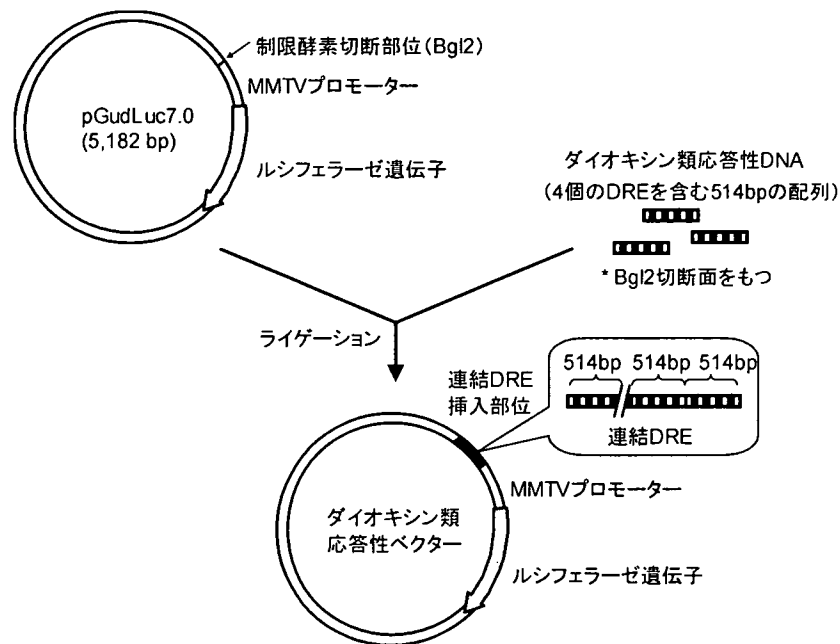 制限酵素切断部位(Bgl2)
MMTVプロモーター
pGudLuc7.0
(5,182 bp)
ルシフェラーゼ遺伝子
ダイオキシン類応答性DNA
(4個のDREを含む514bpの配列)
* Bgl2切断面をもつ
ライゲーション
連結DRE
挿入部位
514bp 514bp 514bp
連結DRE
MMTVプロモーター
ダイオキシン類
応答性ベクター
ルシフェラーゼ遺伝子